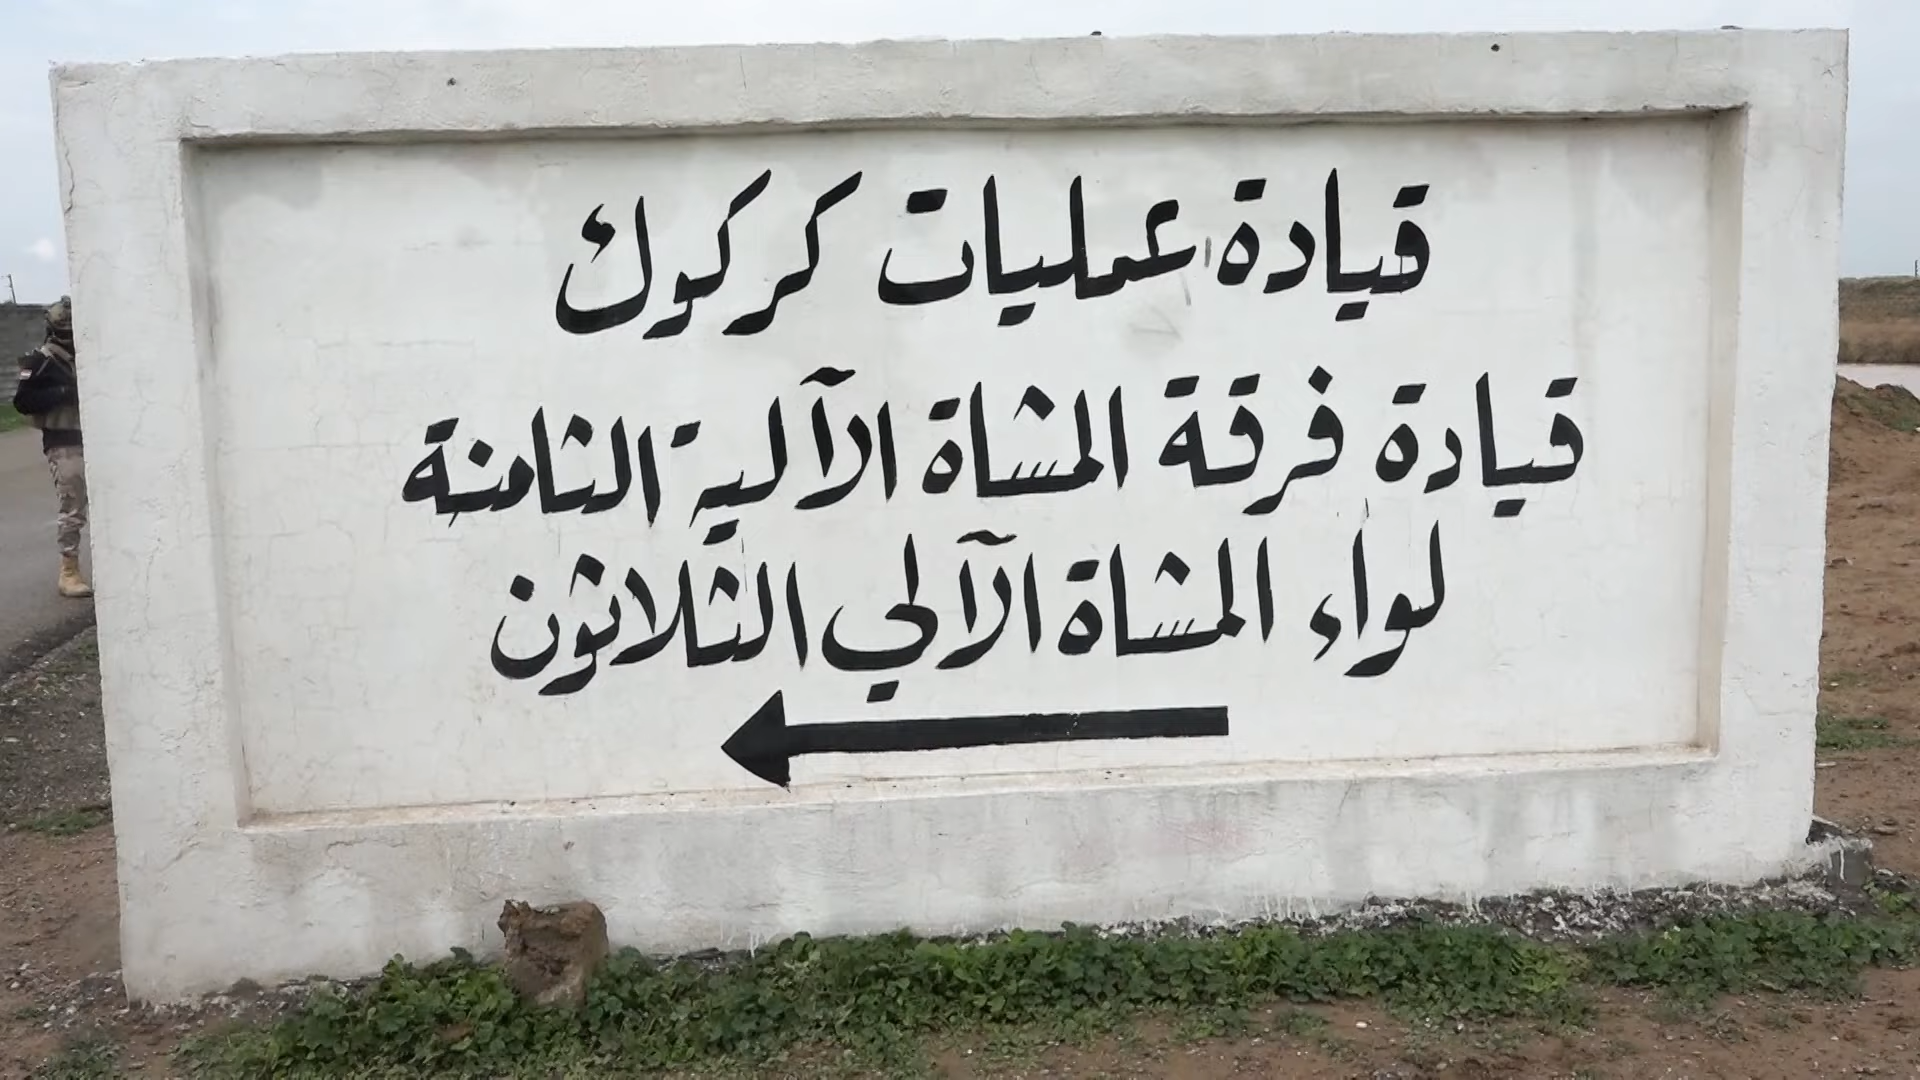 قيادة عمليات كركوك
قيادة فرقة المشاة الآلية الثامنة
لواء المشاة الآلي الثلاثون